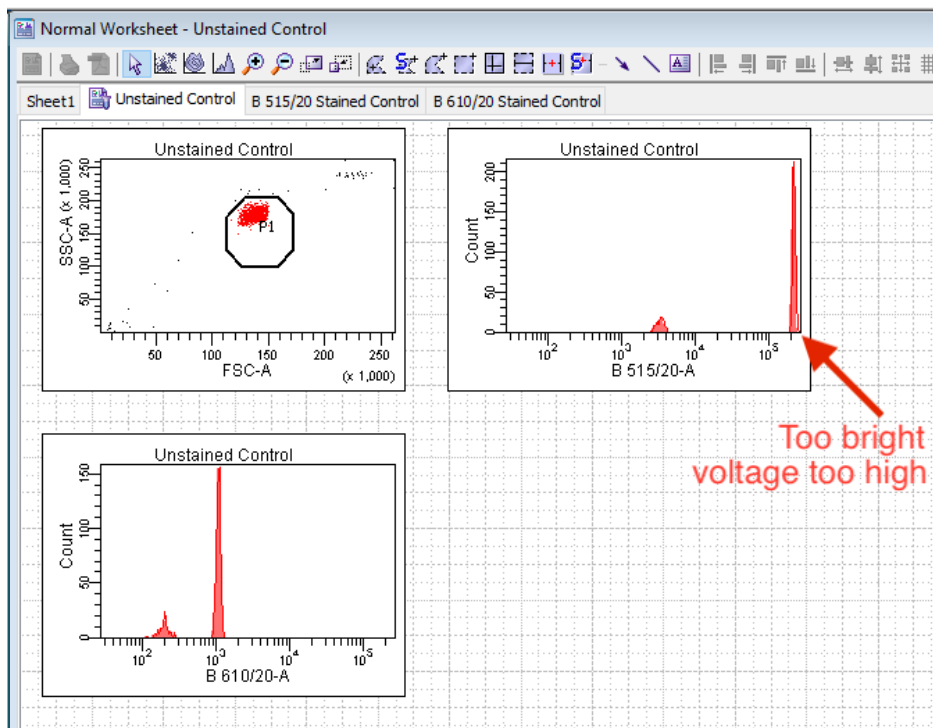 Normal Worksheet - Unstained Control
Sheet1 Unstained Control B 515/20 Stained Control B 610/20 Stained Control
Unstained Control
SSC-A (x 1,000)
250
200
150
100
50
P1
50 100 150 200 250
FSC-A
(x 1,000)
Unstained Control
Count
200
150
100
50
0
10^2 10^3 10^4 10^5
B 515/20-A
Too bright
voltage too high
Unstained Control
Count
150
100
50
0
10^2 10^3 10^4 10^5
B 610/20-A